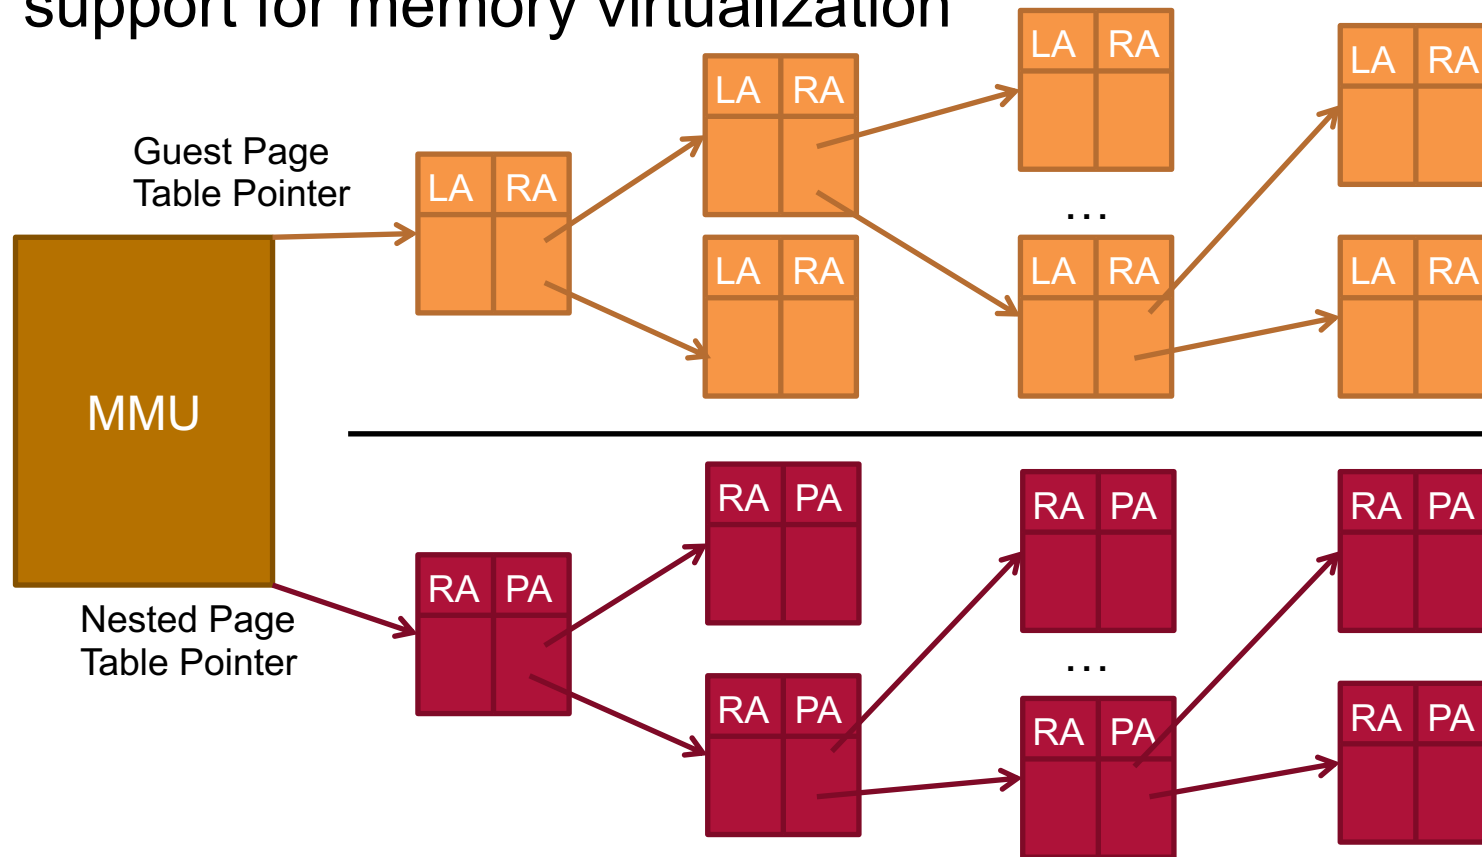 support for memory virtualization
LA RA
LA RA
LA RA
Guest Page
Table Pointer
LA RA
LA RA
...
LA RA
LA RA
MMU
RA PA
RA PA
RA PA
RA PA
Nested Page
Table Pointer
...
RA PA
RA PA
RA PA
LA RA